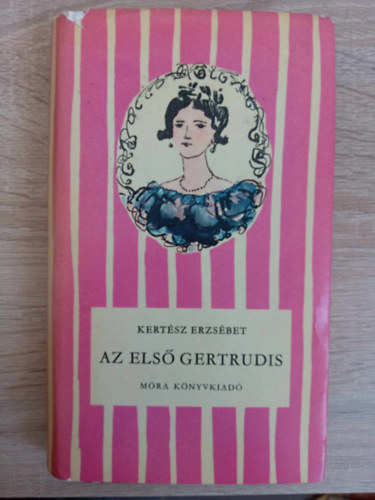 KERTÉSZ ERZSÉBET
AZ ELSŐ GERTRUDIS
MÓRA KÖNYVKIADÓ